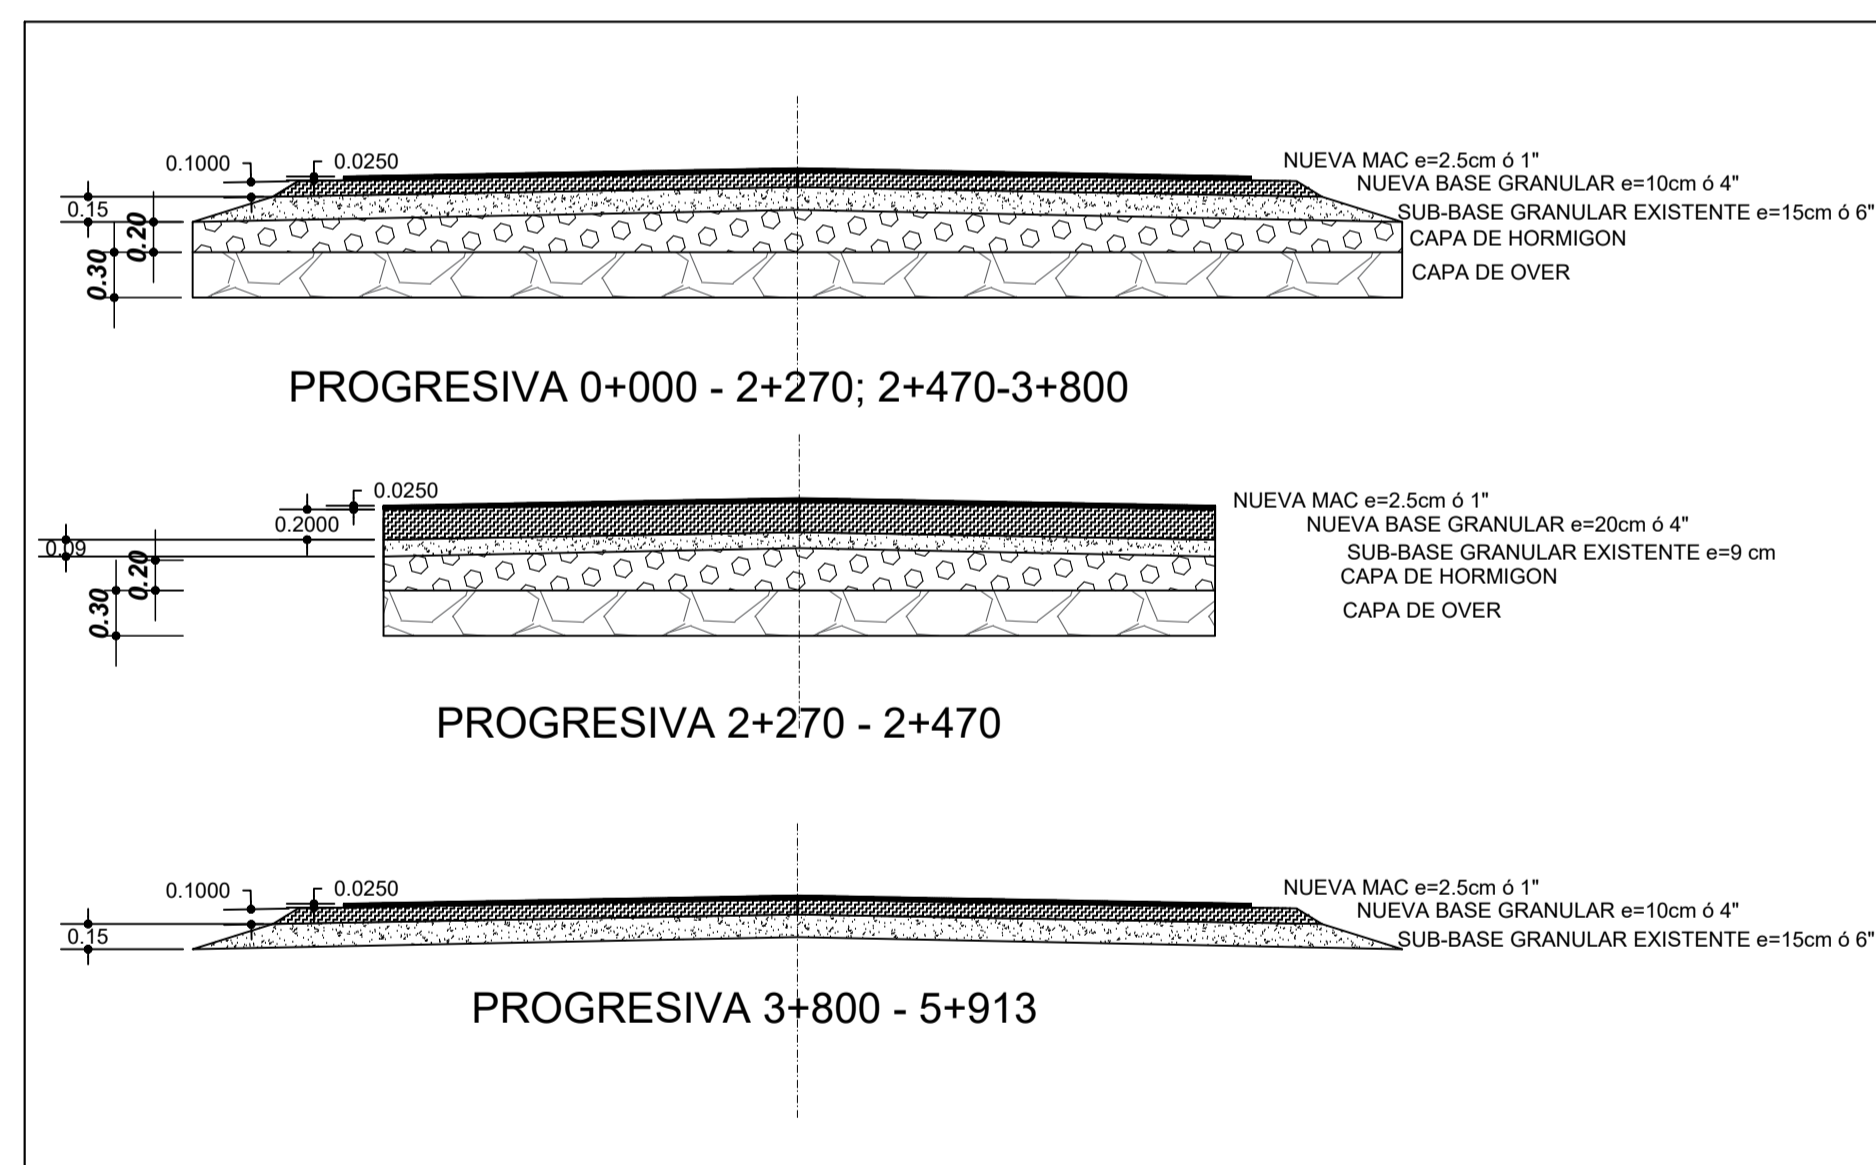 0.1000
0.0250
0.15
0.20
0.30
NUEVA MAC e=2.5cm ó 1"
NUEVA BASE GRANULAR e=10cm ó 4"
SUB-BASE GRANULAR EXISTENTE e=15cm ó 6"
CAPA DE HORMIGON
CAPA DE OVER
PROGRESIVA 0+000 - 2+270; 2+470-3+800
0.0250
0.2000
0.09
0.20
0.30
NUEVA MAC e=2.5cm ó 1"
NUEVA BASE GRANULAR e=20cm ó 4"
SUB-BASE GRANULAR EXISTENTE e=9 cm
CAPA DE HORMIGON
CAPA DE OVER
PROGRESIVA 2+270 - 2+470
0.1000
0.0250
0.15
NUEVA MAC e=2.5cm ó 1"
NUEVA BASE GRANULAR e=10cm ó 4"
SUB-BASE GRANULAR EXISTENTE e=15cm ó 6"
PROGRESIVA 3+800 - 5+913